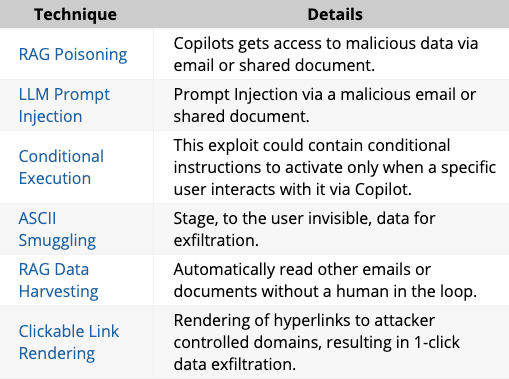 Technique Details
RAG Poisoning
Copilots gets access to malicious data via
email or shared document.
LLM Prompt
Injection
Prompt Injection via a malicious email or
shared document.
Conditional
Execution
This exploit could contain conditional
instructions to activate only when a specific
user interacts with it via Copilot.
ASCII
Smuggling
Stage, to the user invisible, data for
exfiltration.
RAG Data
Harvesting
Automatically read other emails or
documents without a human in the loop.
Clickable Link
Rendering
Rendering of hyperlinks to attacker
controlled domains, resulting in 1-click
data exfiltration.